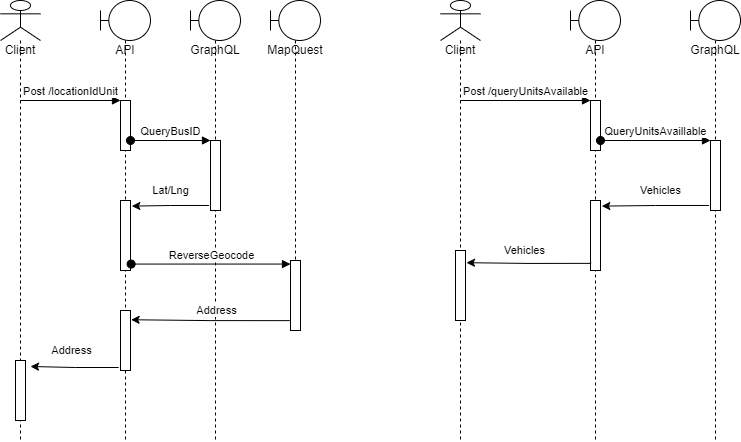 Client
API
GraphQL
MapQuest
Post /locationIdUnit
QueryBusID
Lat/Lng
ReverseGeocode
Address
Address
Client
API
GraphQL
Post /queryUnitsAvailable
QueryUnitsAvaillable
Vehicles
Vehicles